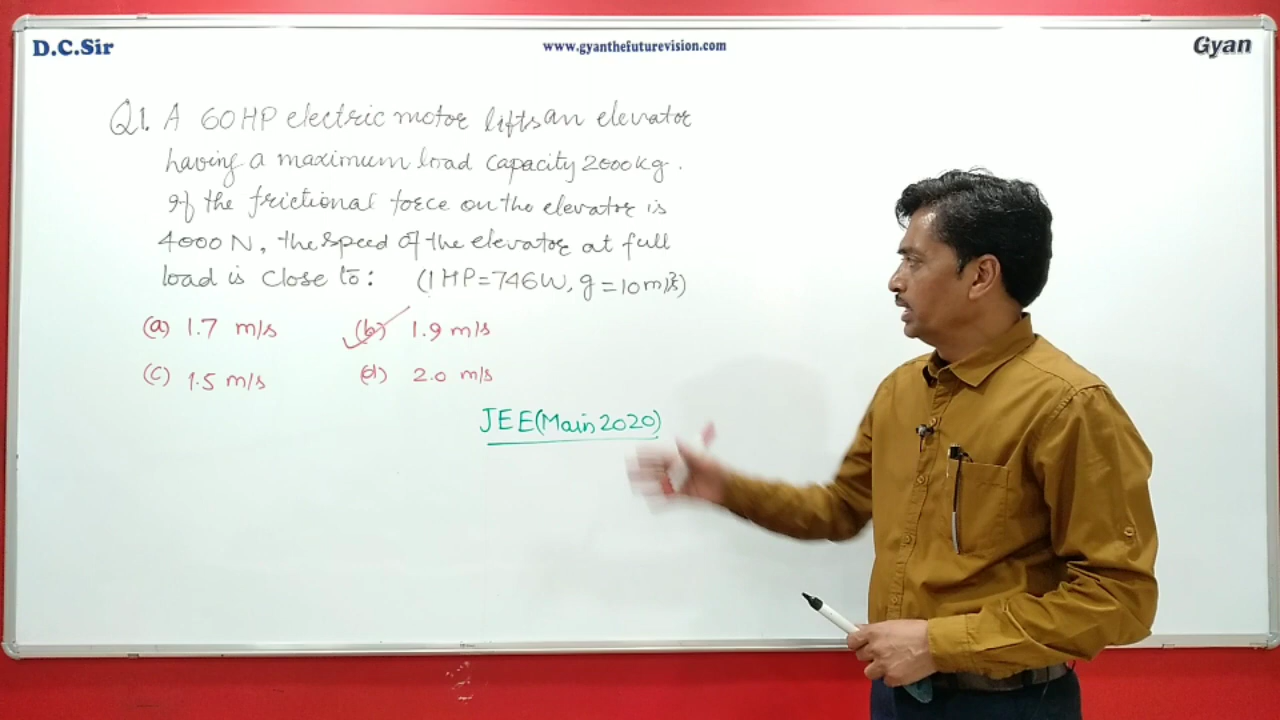 D.C.Sir
www.gyanthefuturevision.com
Gyan
Q1. A 60HP electric motor lifts an elevator
having a maximum load capacity 2000kg.
If the frictional force on the elevator is
4000 N, the speed of the elevator at full
load is close to: (1 HP=746W, g=10m/s²)
(a) 1.7 m/s (b) 1.9 m/s
(c) 1.5 m/s (d) 2.0 m/s
JEE(Main 2020)